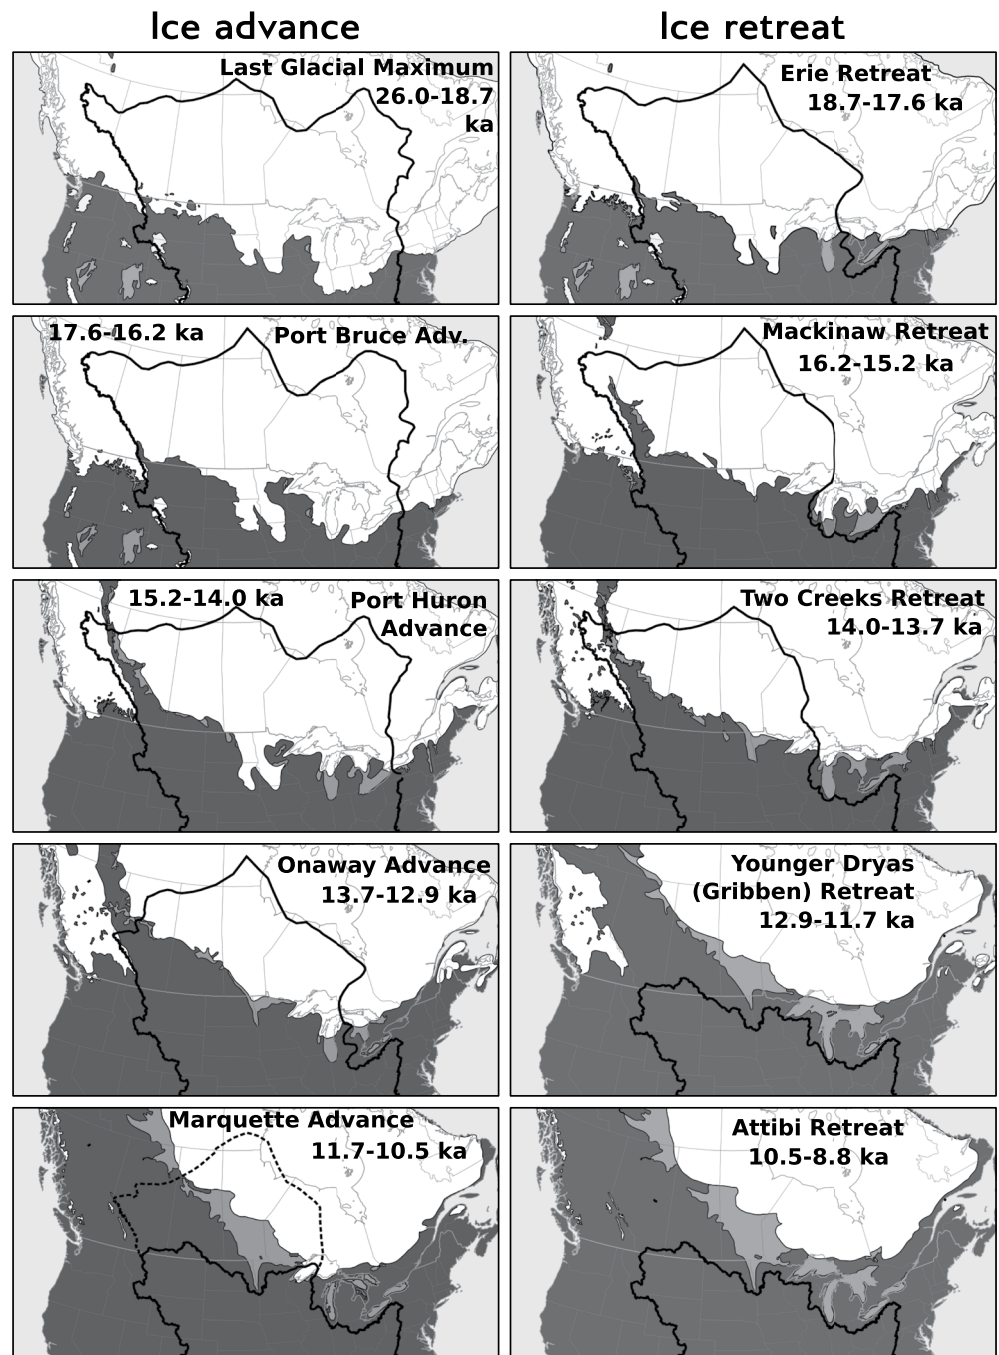 Ice advance
Ice retreat
Last Glacial Maximum
26.0-18.7
ka
Erie Retreat
18.7-17.6 ka
17.6-16.2 ka
Port Bruce Adv.
Mackinaw Retreat
16.2-15.2 ka
15.2-14.0 ka
Port Huron
Advance
Two Creeks Retreat
14.0-13.7 ka
Onaway Advance
13.7-12.9 ka
Younger Dryas
(Gribben) Retreat
12.9-11.7 ka
Marquette Advance
11.7-10.5 ka
Attibi Retreat
10.5-8.8 ka